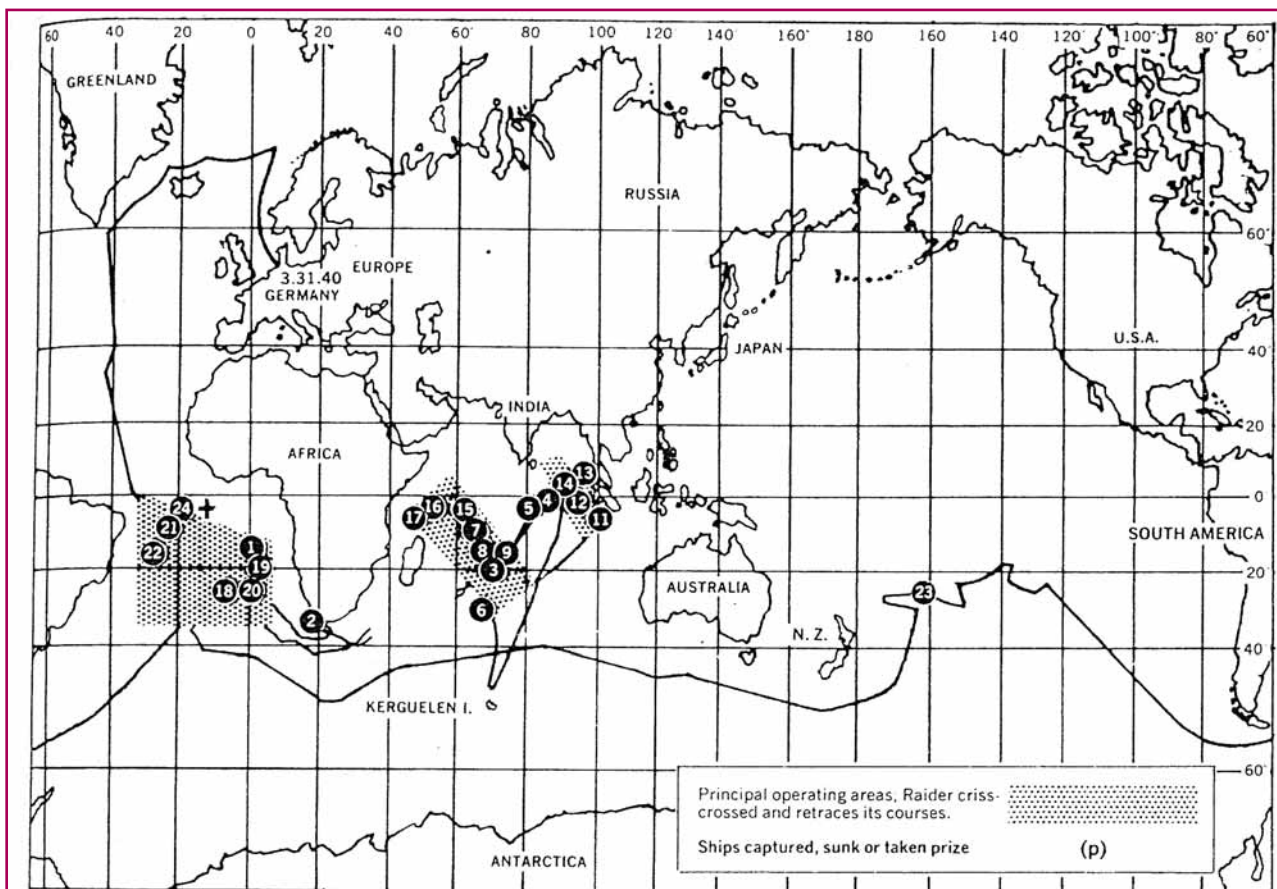 60 40 20 0 20 40 60° 80° 100 120° 140° 160° 180° 160° 140° 120° 100° 80° 60°
GREENLAND
RUSSIA
60°
EUROPE
3.31.40
GERMANY
U.S.A.
JAPAN
40°
INDIA
20
AFRICA
13
14
16 15 5 4 12 0
24 17 11
21 7
SOUTH AMERICA
1 8 9
22
19 3
AUSTRALIA
20
18 20 23
6
2
N. Z.
40
KERGUELEN I.
60°
Principal operating areas, Raider criss-
crossed and retraces its courses.
Ships captured, sunk or taken prize (p)
ANTARCTICA